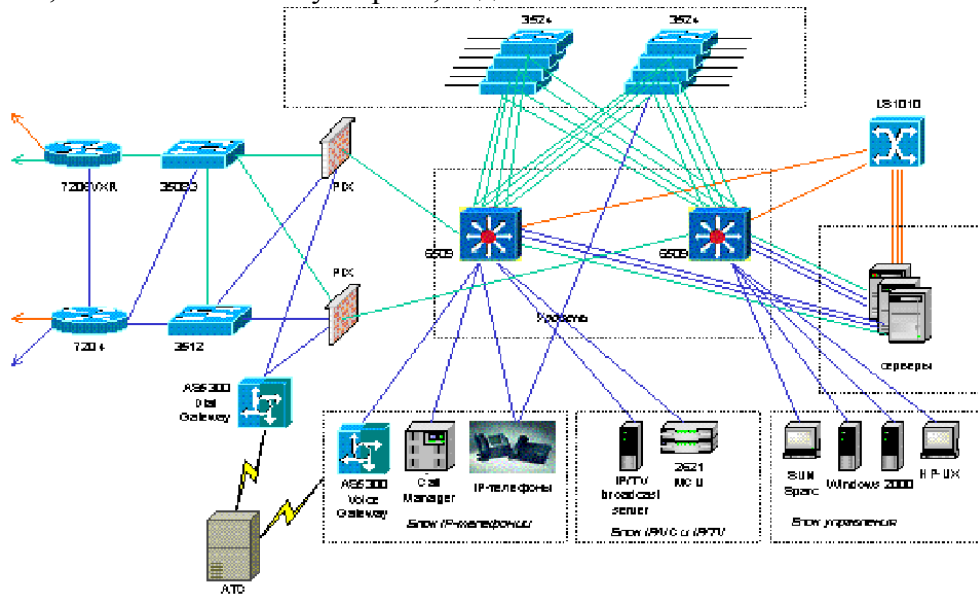 3524
3524
LS1010
7206VXR
3508G
PIX
6509
6509
PIX
Уровень
7204
3512
серверы
AS5300
Dial
Gateway
AS5300
Voice
Gateway
Call
Manager
IP-телефоны
Блок IP-телефонии
IP/TV
broadcast
server
2621
MCU
Блок IP/VC и IP/TV
SUN
Sparc
Windows 2000
HP-UX
Блок управления
АТС